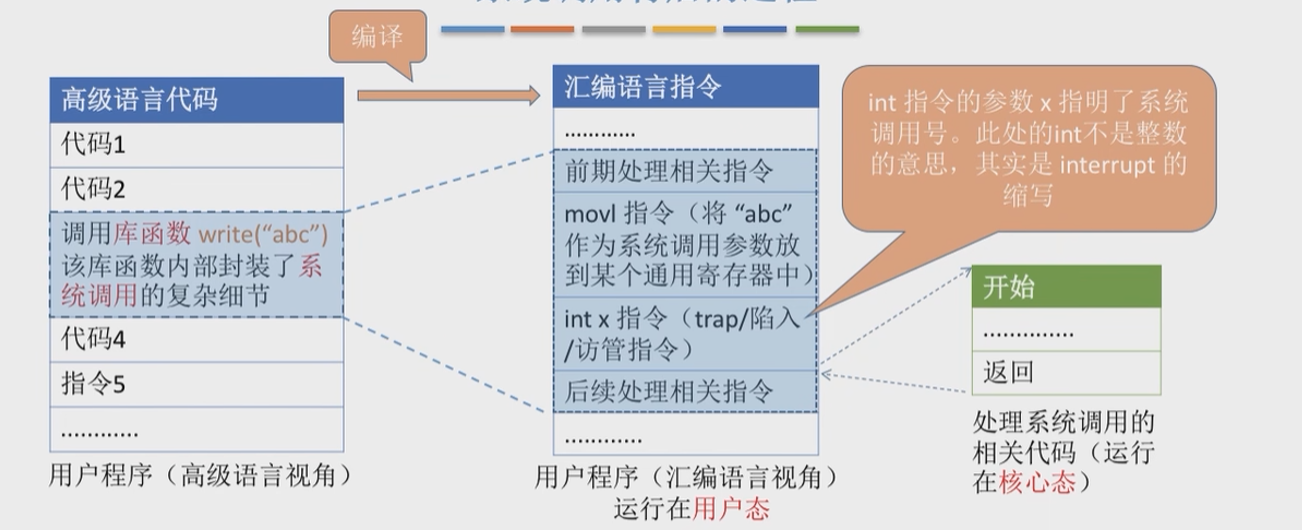 编译
高级语言代码
代码1
代码2
调用库函数 write(“abc”)
该库函数内部封装了系
统调用的复杂细节
代码4
指令5
............
用户程序（高级语言视角）
汇编语言指令
...........
前期处理相关指令
movl 指令（将 “abc”
作为系统调用参数放
到某个通用寄存器中）
int x 指令（trap/陷入
/访管指令）
后续处理相关指令
............
用户程序（汇编语言视角）
运行在用户态
int 指令的参数 x 指明了系统
调用号。此处的int不是整数
的意思，其实是 interrupt 的
缩写
开始
..............
返回
处理系统调用的
相关代码（运行
在核心态）